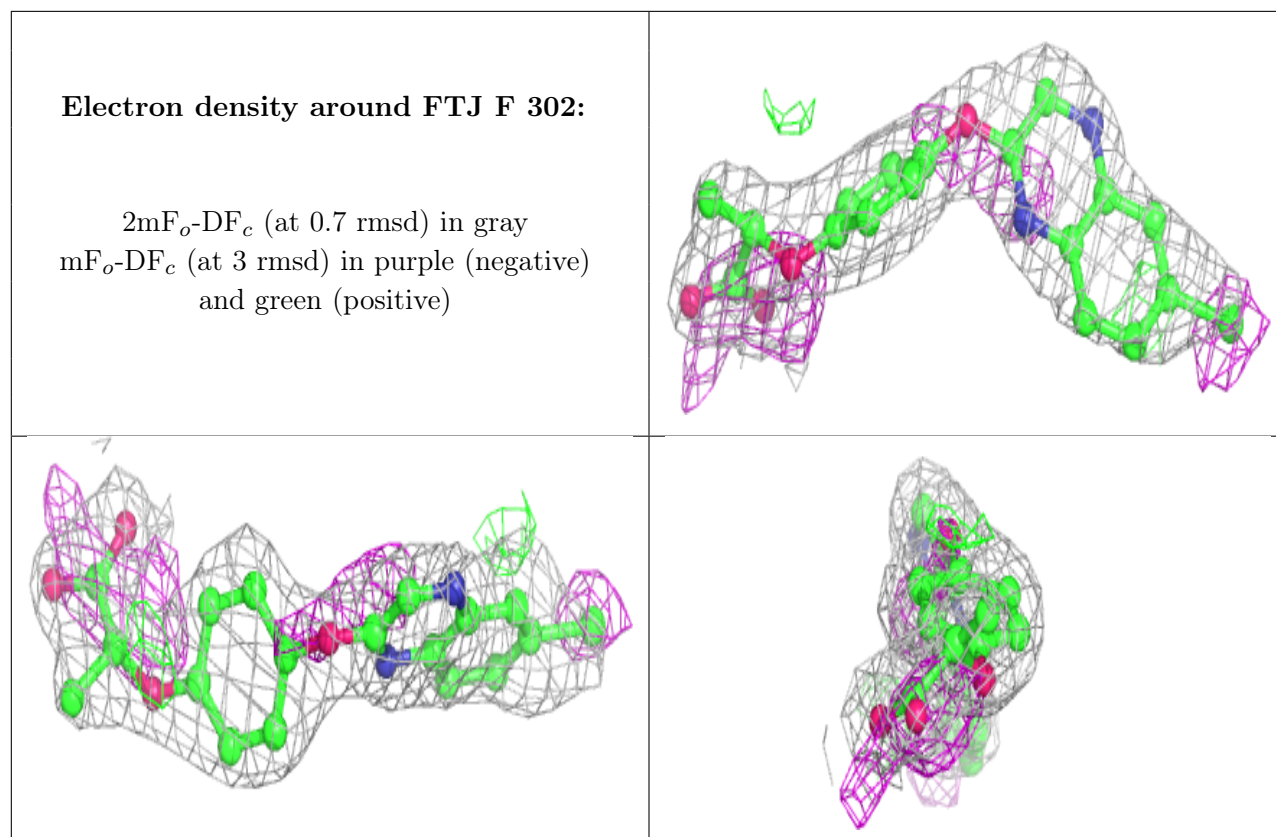 Electron density around FTJ F 302:
2mFo-DFc (at 0.7 rmsd) in gray
mFo-DFc (at 3 rmsd) in purple (negative)
and green (positive)